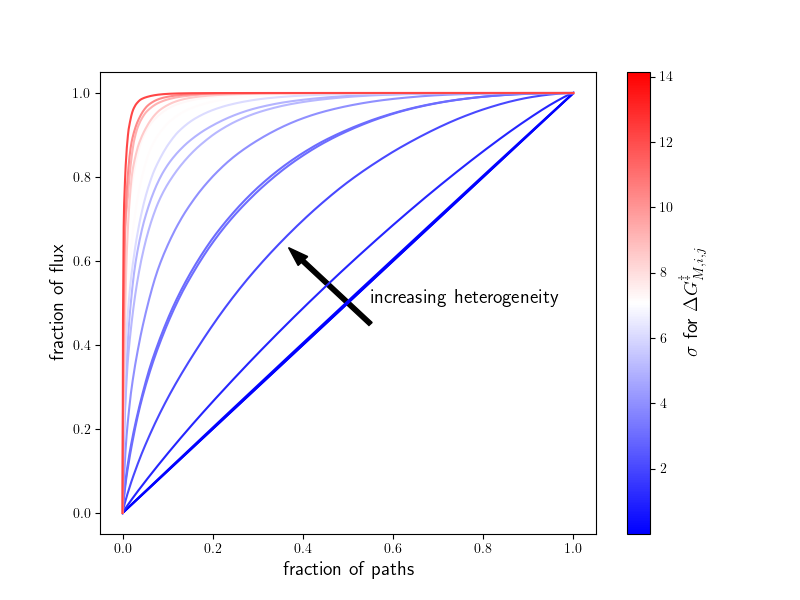 1.0
0.8
0.6
0.4
0.2
0.0
0.0 0.2 0.4 0.6 0.8 1.0
fraction of paths
fraction of flux
increasing heterogeneity
14
12
10
8
6
4
2
σ for ΔG‡M,i,j